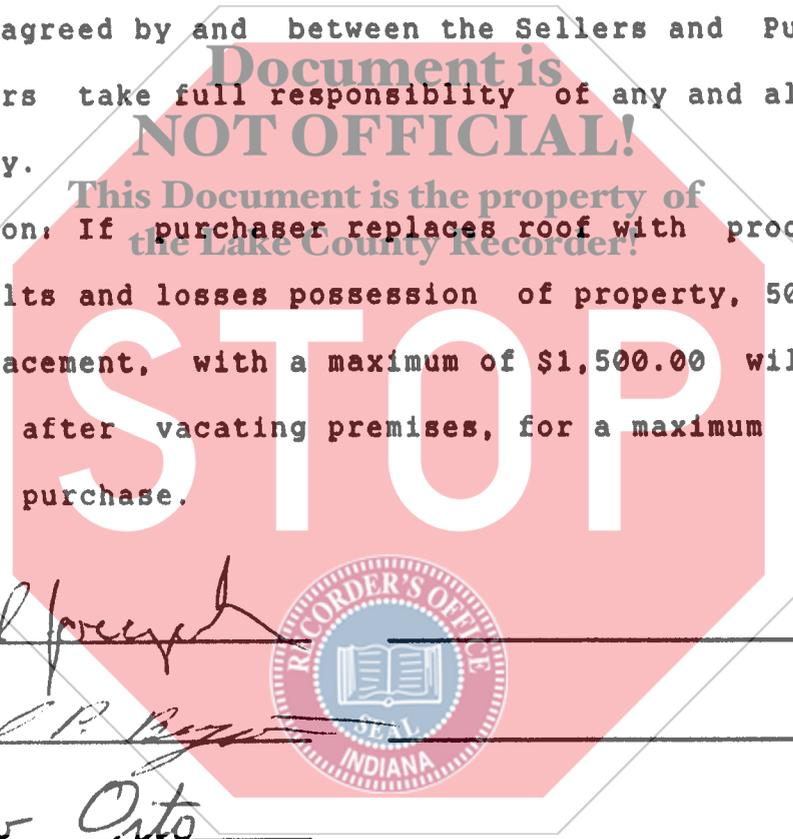 agreed by and between the Sellers and Pu
Document is
rs take full responsiblity of any and al
NOT OFFICIAL!
y.
This Document is the property of
on: If purchaser replaces roof with proc
the Lake County Recorder!
lts and losses possession of property, 50
acement, with a maximum of $1,500.00 wil
STOP
after vacating premises, for a maximum
purchase.
RECORDER'S OFFICE
SEAL
INDIANA